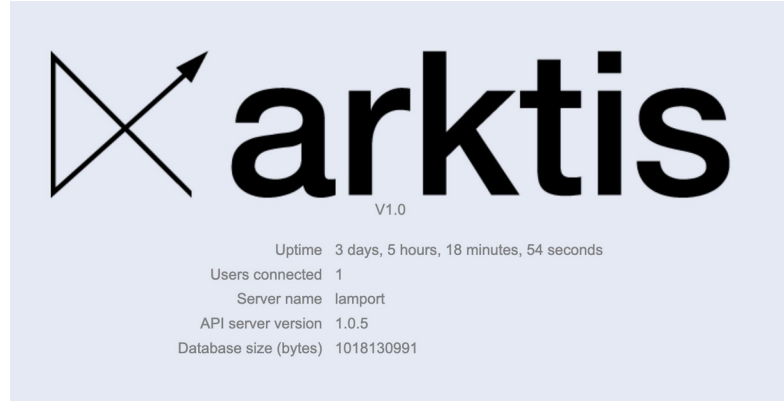 arktis
V1.0
Uptime 3 days, 5 hours, 18 minutes, 54 seconds
Users connected 1
Server name lamport
API server version 1.0.5
Database size (bytes) 1018130991